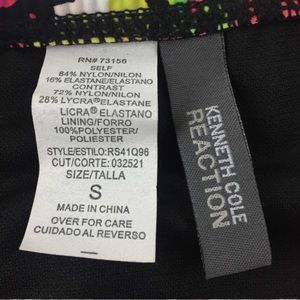 RN# 73156
SELF
84% NYLON/NILON
16% ELASTANE/ELASTANO
CONTRAST
72% NYLON/NILON
28% LYCRA®ELASTANE
LICRA® ELASTANO
LINING/FORRO
100%POLYESTER/
POLIESTER
STYLE/ESTILO:RS41Q96
CUT/CORTE: 032521
SIZE/TALLA
S
MADE IN CHINA
OVER FOR CARE
CUIDADO AL REVERSO
KENNETH COLE
REACTION